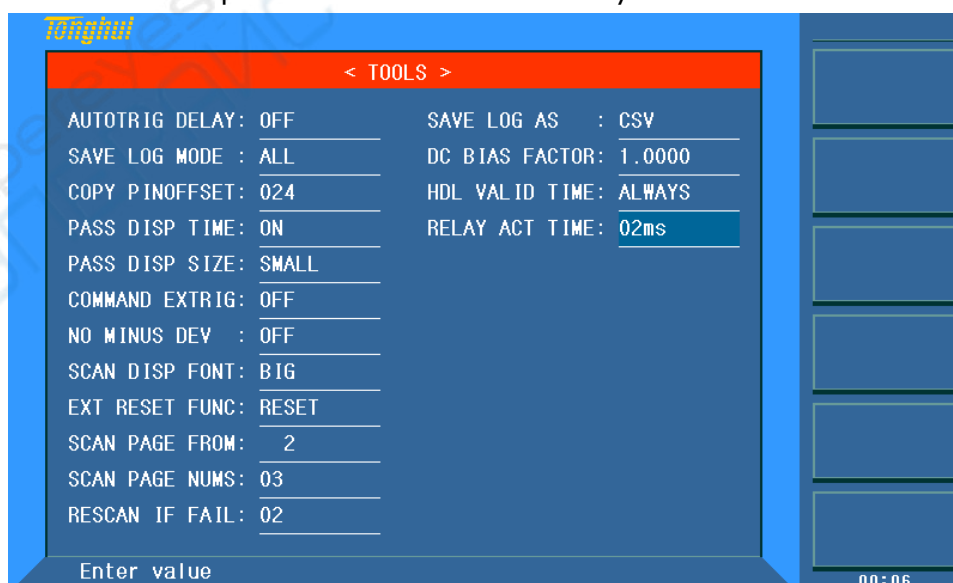 Tonghui
< TOOLS >
AUTOTRIG DELAY: OFF SAVE LOG AS : CSV
SAVE LOG MODE : ALL DC BIAS FACTOR: 1.0000
COPY PINOFFSET: 024 HDL VALID TIME: ALWAYS
PASS DISP TIME: ON RELAY ACT TIME: 02ms
PASS DISP SIZE: SMALL
COMMAND EXTRIG: OFF
NO MINUS DEV : OFF
SCAN DISP FONT: BIG
EXT RESET FUNC: RESET
SCAN PAGE FROM: 2
SCAN PAGE NUMS: 03
RESCAN IF FAIL: 02
Enter value
00:06